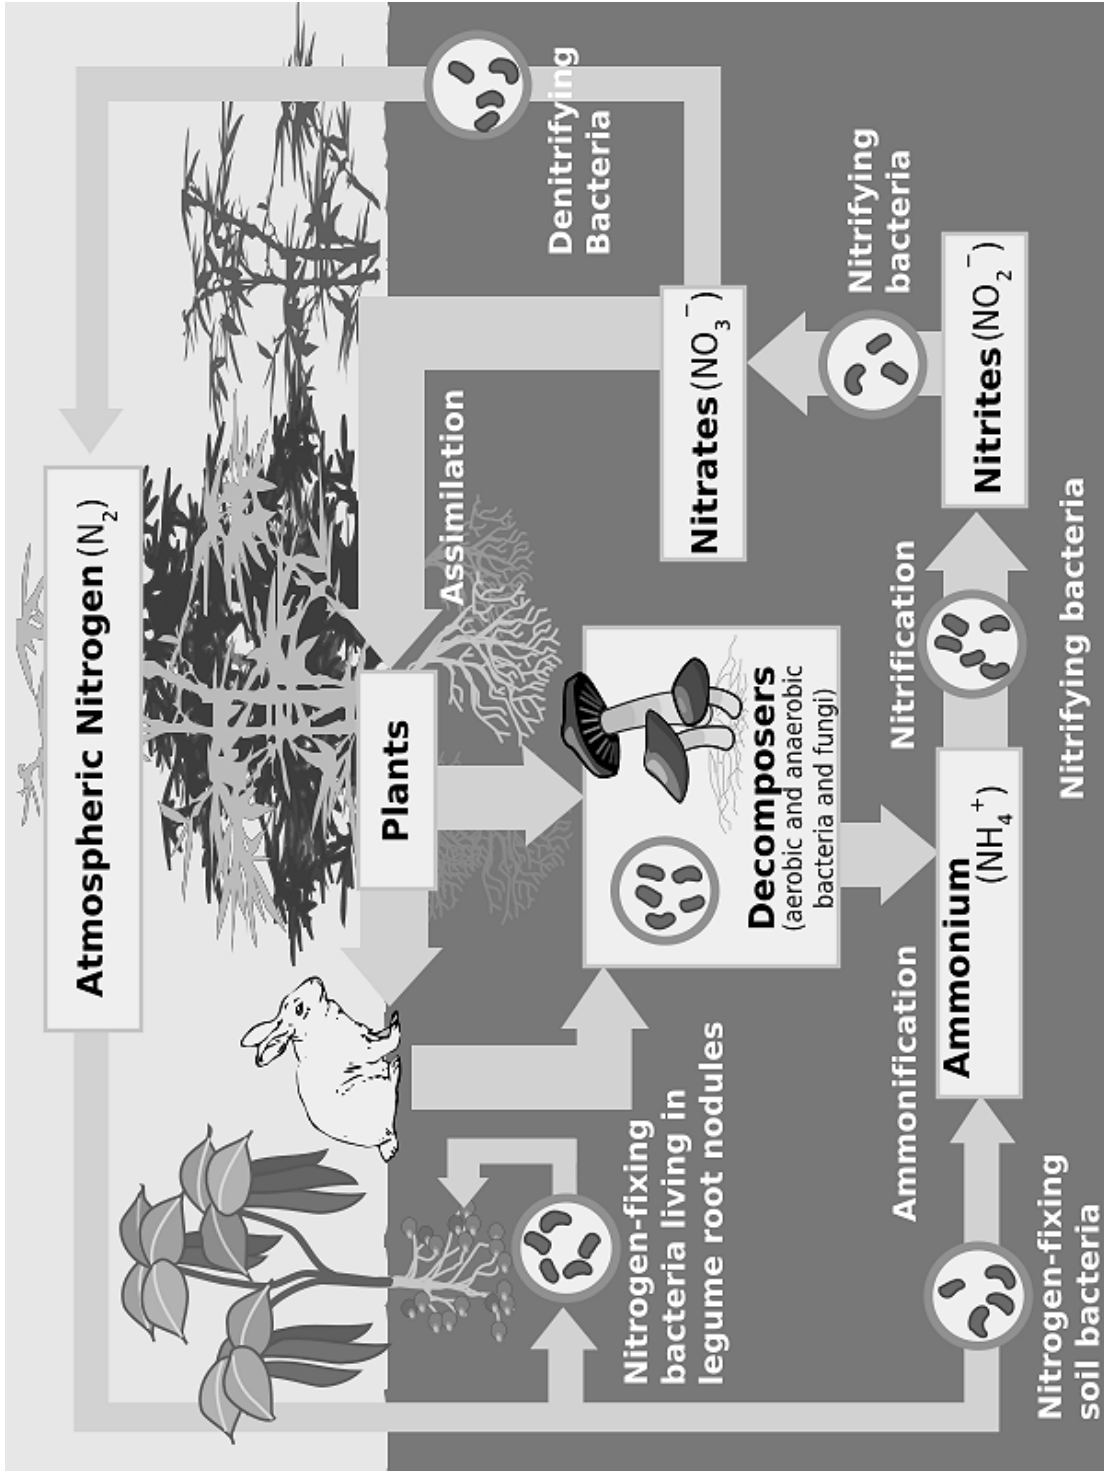 Atmospheric Nitrogen (N₂)
Plants
Assimilation
Denitrifying
Bacteria
Nitrogen-fixing
bacteria living in
legume root nodules
Decomposers
(aerobic and anaerobic
bacteria and fungi)
Nitrates (NO₃⁻)
Nitrifying
bacteria
Ammonification
Nitrification
Ammonium
(NH₄⁺)
Nitrites (NO₂⁻)
Nitrogen-fixing
soil bacteria
Nitrifying bacteria